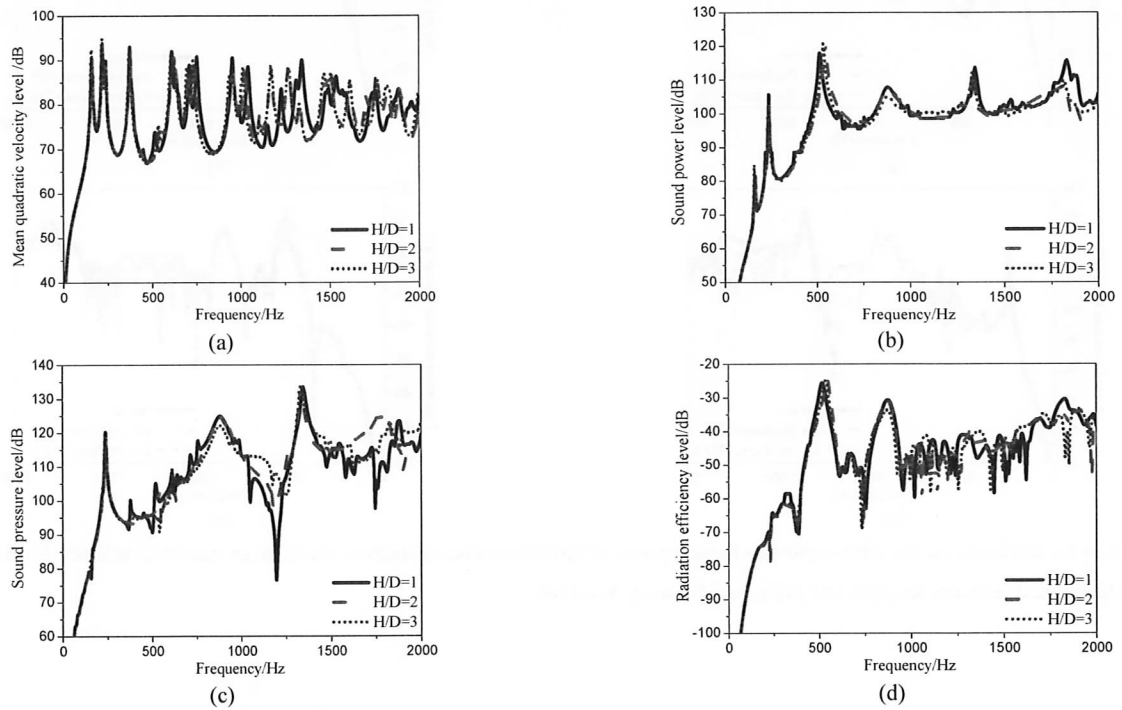 100
90
80
70
60
50
40
Mean quadratic velocity level /dB
H/D=1
H/D=2
H/D=3
0 500 1000 1500 2000
Frequency/Hz
(a)
130
120
110
100
90
80
70
60
50
Sound power level/dB
H/D=1
H/D=2
H/D=3
0 500 1000 1500 2000
Frequency/Hz
(b)
140
130
120
110
100
90
80
70
60
Sound pressure level/dB
H/D=1
H/D=2
H/D=3
0 500 1000 1500 2000
Frequency/Hz
(c)
-20
-30
-40
-50
-60
-70
-80
-90
-100
Radiation efficiency level/dB
H/D=1
H/D=2
H/D=3
0 500 1000 1500 2000
Frequency/Hz
(d)